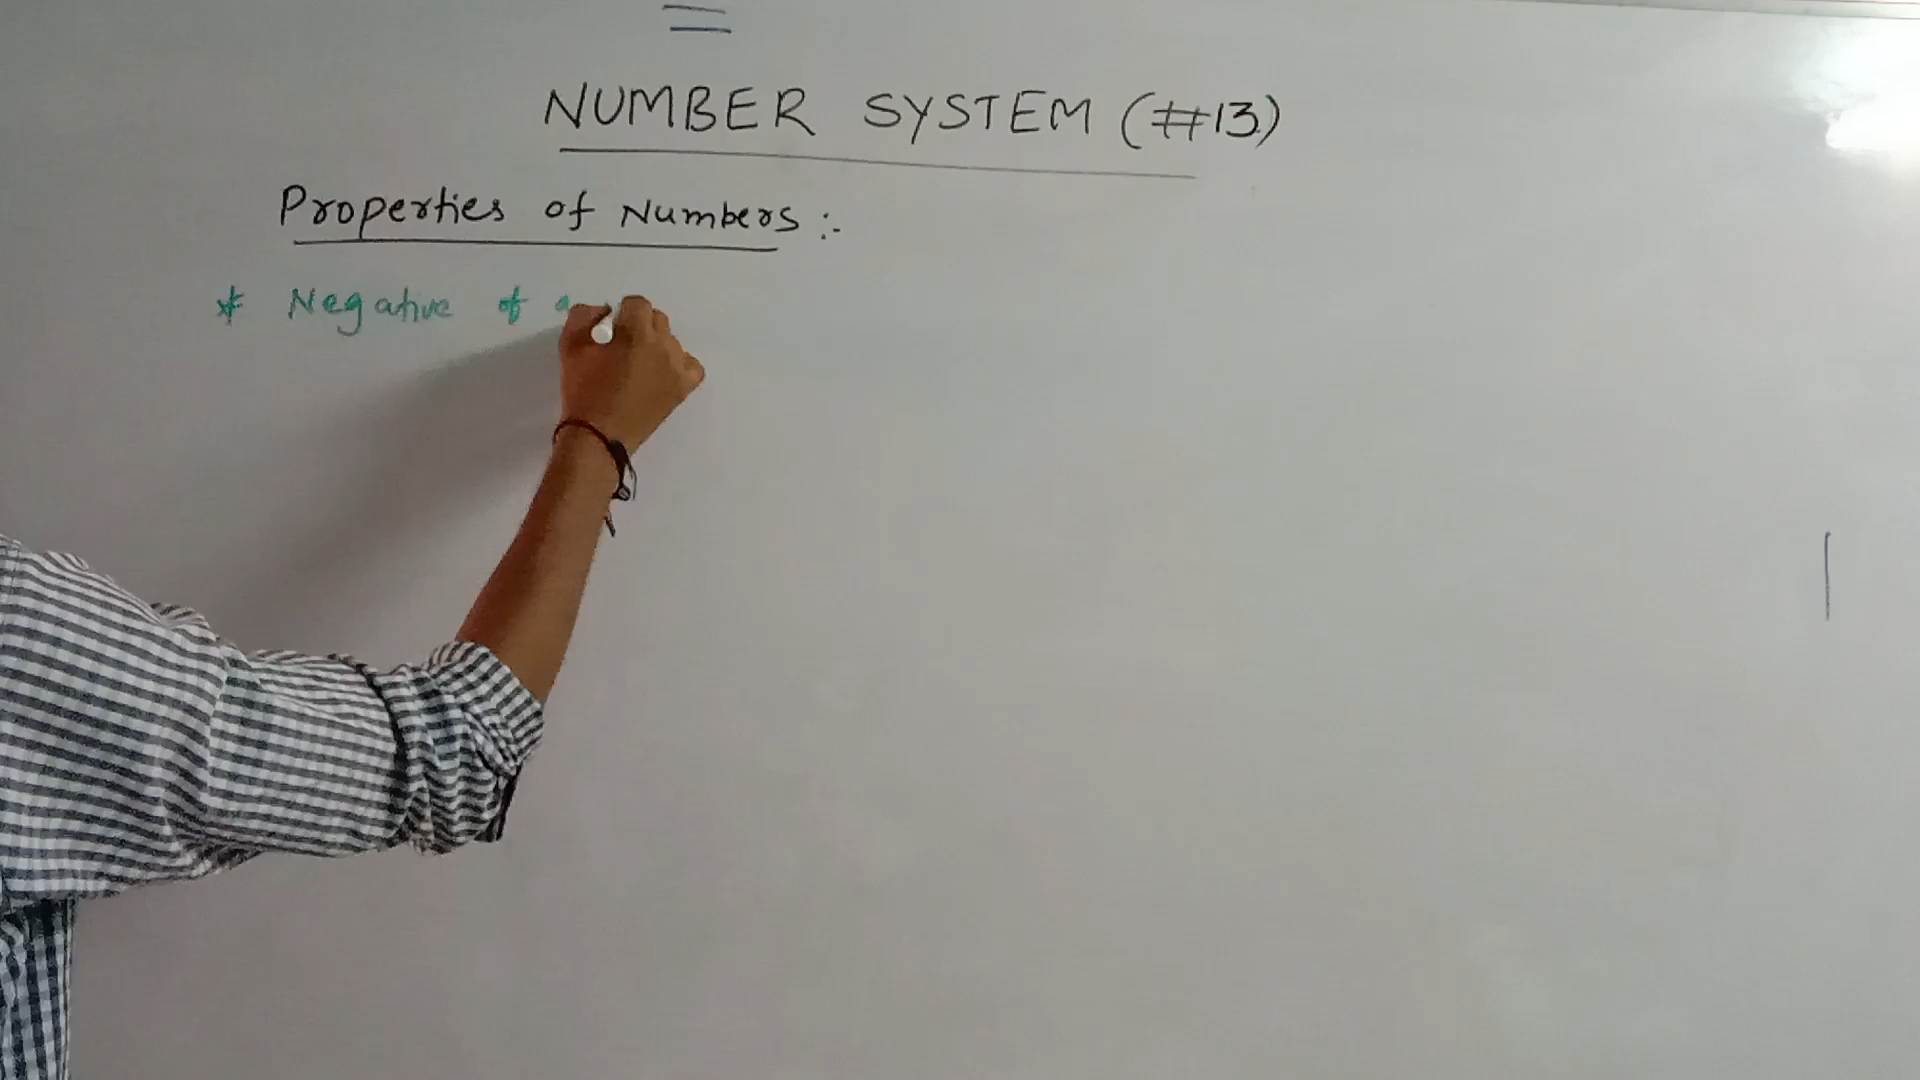 NUMBER SYSTEM (#13)
Properties of Numbers :-
* Negative of a